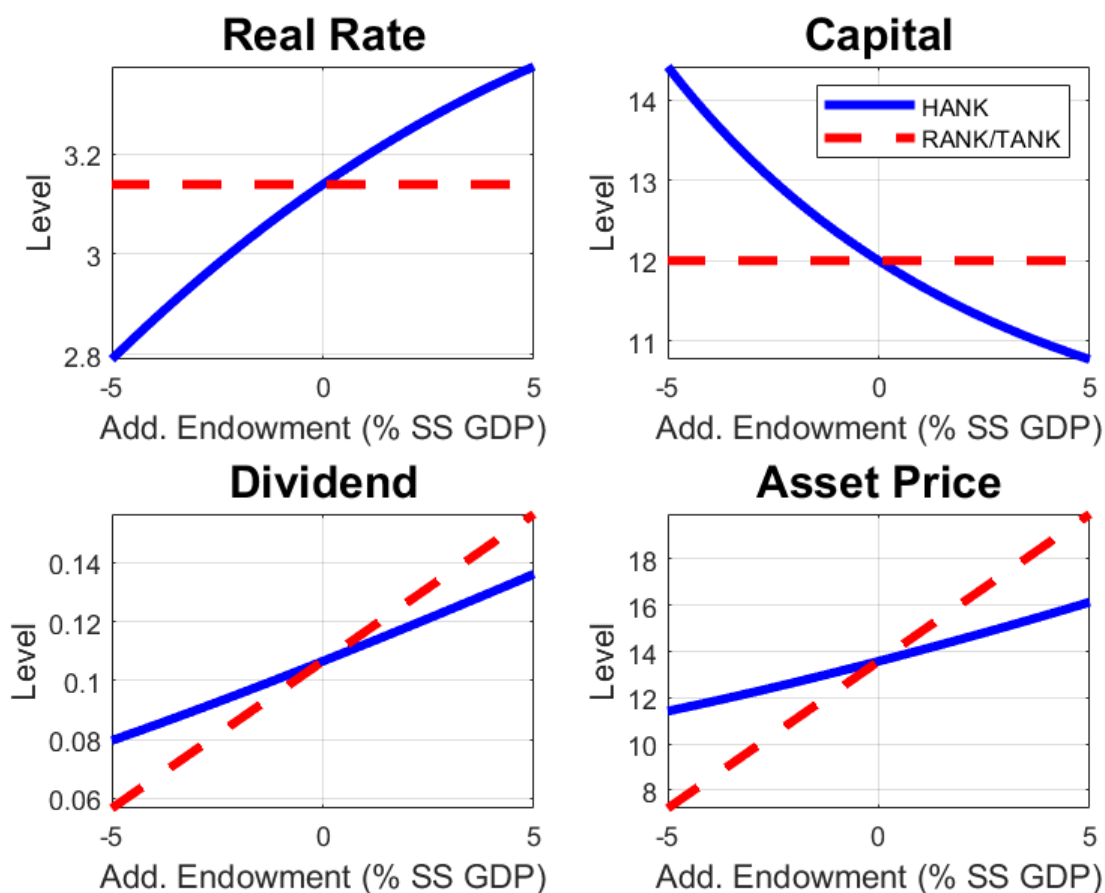 Real Rate
Level
3.2
3
2.8
-5 0 5
Add. Endowment (% SS GDP)
Capital
HANK
RANK/TANK
Level
14
13
12
11
-5 0 5
Add. Endowment (% SS GDP)
Dividend
Level
0.14
0.12
0.1
0.08
0.06
-5 0 5
Add. Endowment (% SS GDP)
Asset Price
Level
18
16
14
12
10
8
-5 0 5
Add. Endowment (% SS GDP)